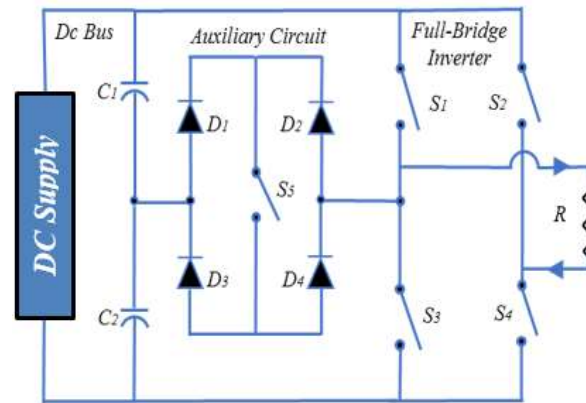 Dc Bus
Auxiliary Circuit
Full-Bridge
Inverter
C1
D1
D2
S1
S2
S5
DC Supply
R
D3
D4
C2
S3
S4